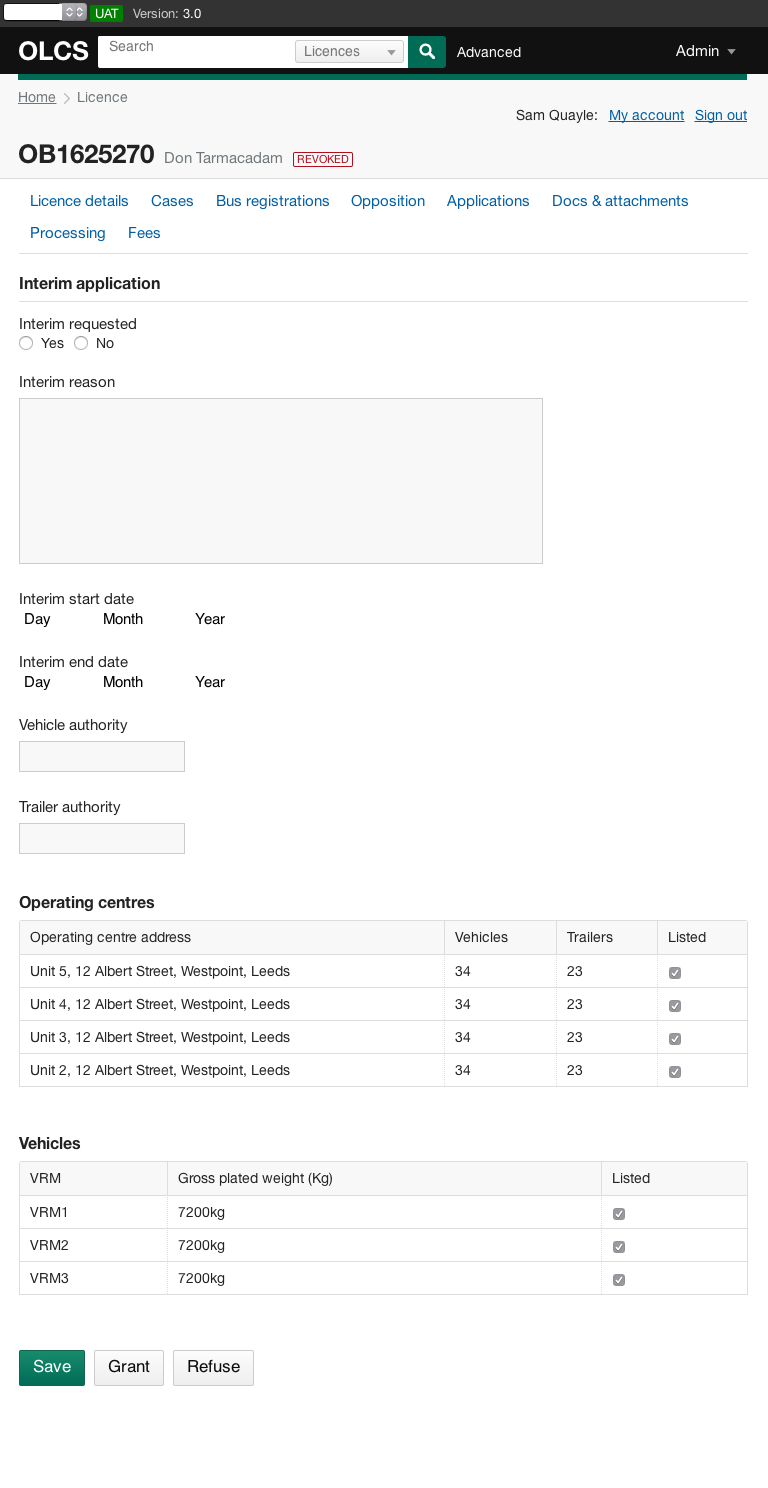 UAT Version: 3.0
OLCS Search Licences Advanced Admin
Home Licence
Sam Quayle: My account Sign out
OB1625270 Don Tarmacadam REVOKED
Licence details Cases Bus registrations Opposition Applications Docs & attachments
Processing Fees
Interim application
Interim requested
Yes No
Interim reason
Interim start date
Day Month Year
Interim end date
Day Month Year
Vehicle authority
Trailer authority
Operating centres
Operating centre address Vehicles Trailers Listed
Unit 5, 12 Albert Street, Westpoint, Leeds 34 23
Unit 4, 12 Albert Street, Westpoint, Leeds 34 23
Unit 3, 12 Albert Street, Westpoint, Leeds 34 23
Unit 2, 12 Albert Street, Westpoint, Leeds 34 23
Vehicles
VRM Gross plated weight (Kg) Listed
VRM1 7200kg
VRM2 7200kg
VRM3 7200kg
Save Grant Refuse